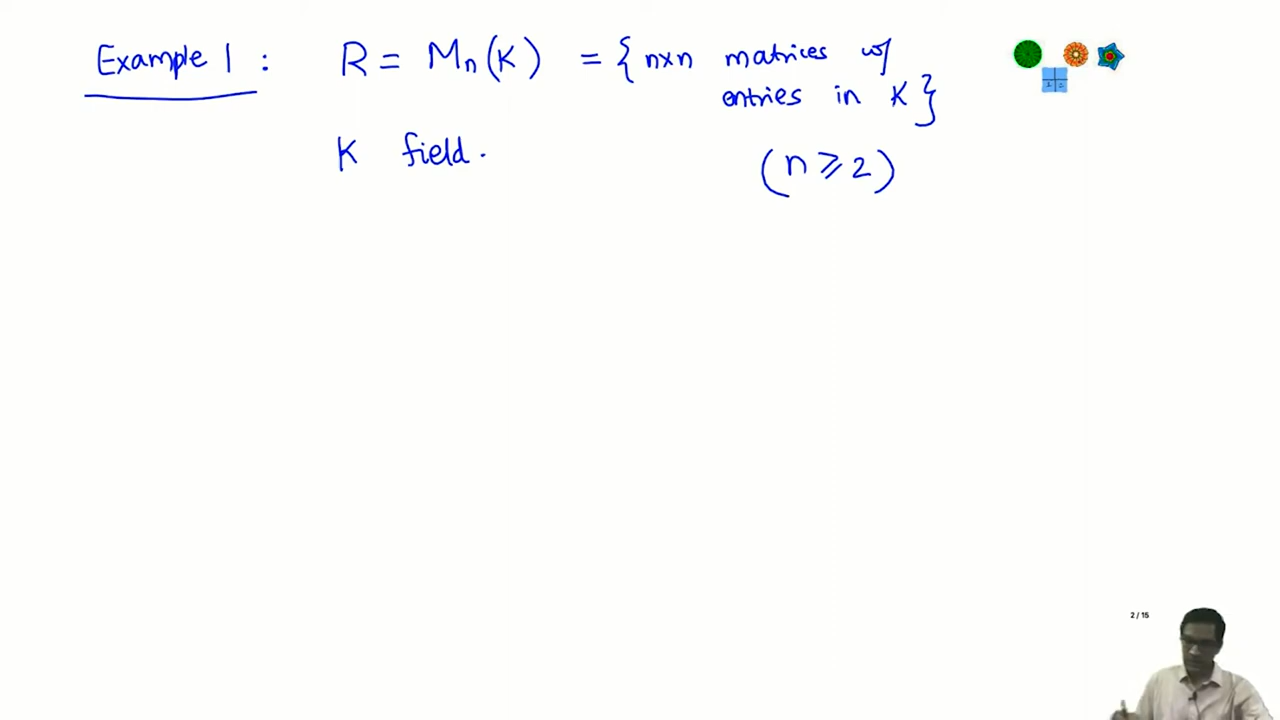 Example 1 : R = Mₙ(K) = { n×n matrices w/
entries in K }
K field. (n ⩾ 2)
2 / 15